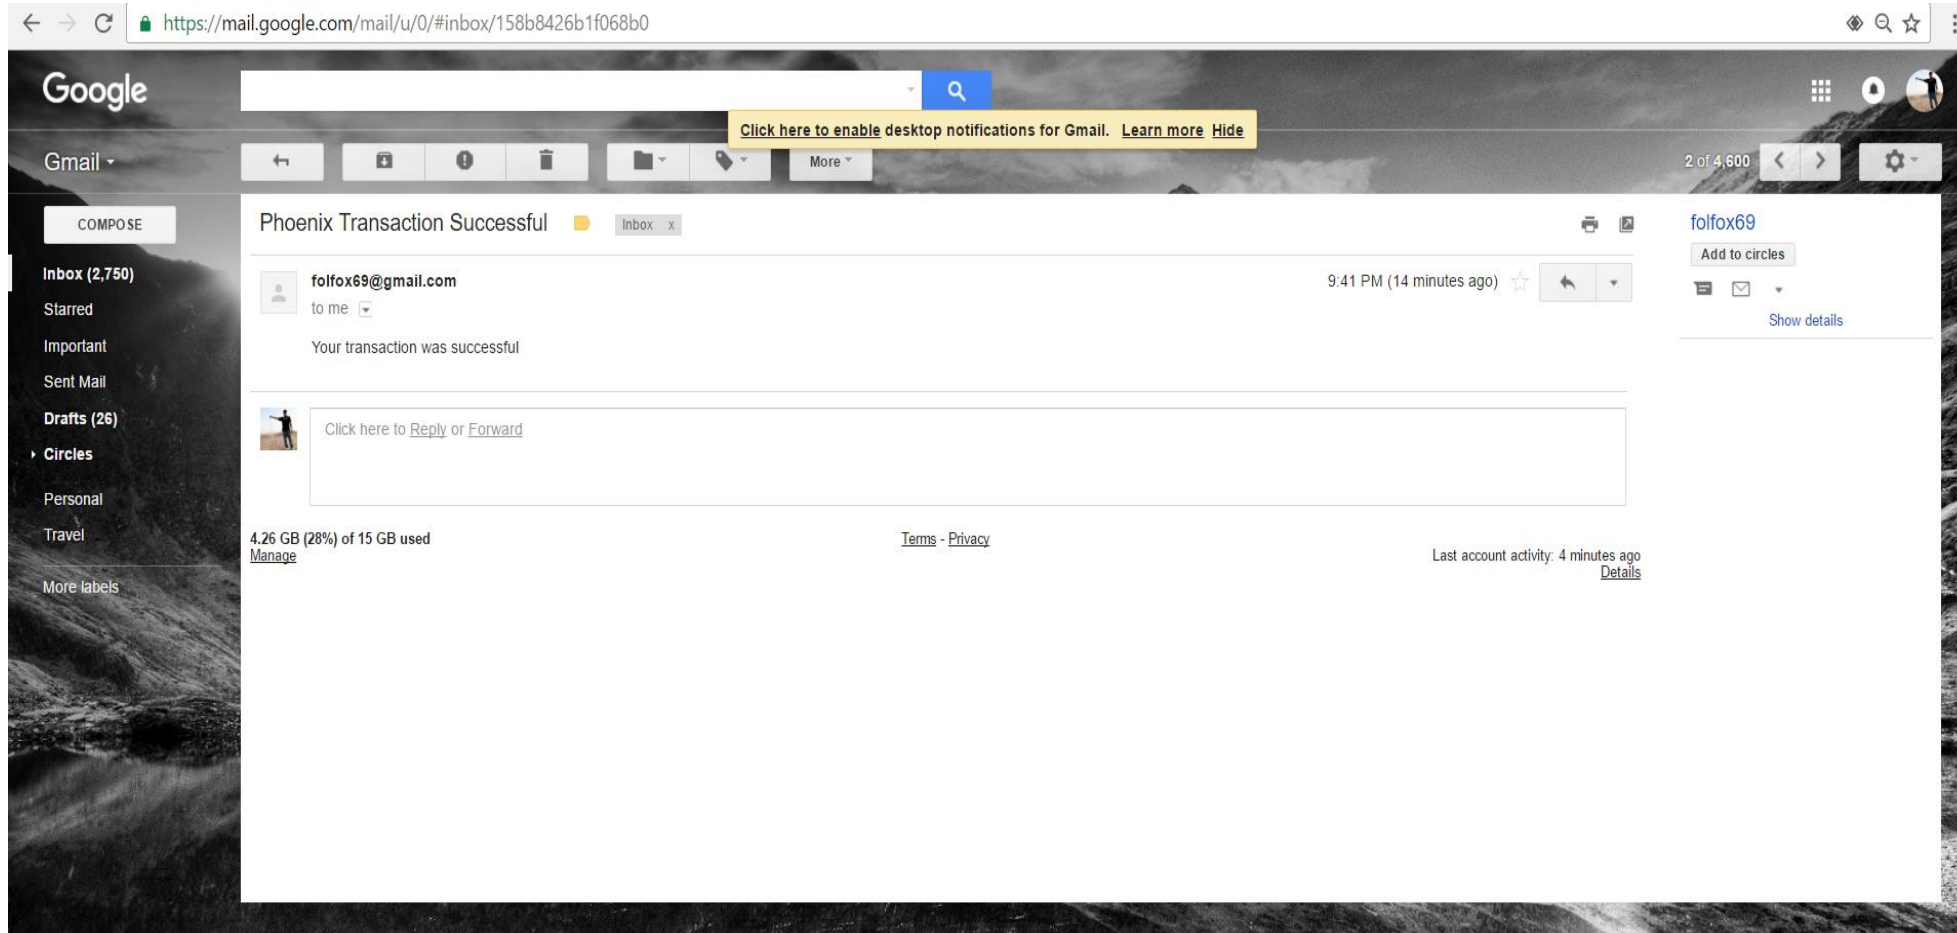 https://mail.google.com/mail/u/0/#inbox/158b8426b1f068b0
Google
Click here to enable desktop notifications for Gmail. Learn more Hide
Gmail
More
2 of 4,600
COMPOSE
Inbox (2,750)
Starred
Important
Sent Mail
Drafts (26)
Circles
Personal
Travel
More labels
Phoenix Transaction Successful
Inbox x
folfox69@gmail.com
9:41 PM (14 minutes ago)
to me
Your transaction was successful
Click here to Reply or Forward
4.26 GB (28%) of 15 GB used
Manage
Terms - Privacy
Last account activity: 4 minutes ago
Details
folfox69
Add to circles
Show details